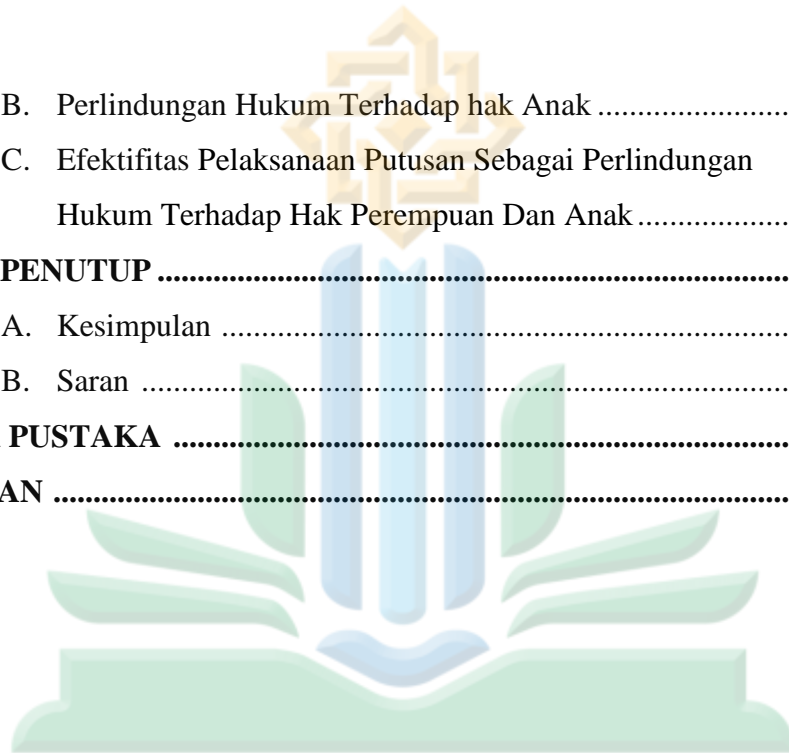 B. Perlindungan Hukum Terhadap hak Anak ........................
C. Efektifitas Pelaksanaan Putusan Sebagai Perlindungan
Hukum Terhadap Hak Perempuan Dan Anak ...................
PENUTUP ...............................................................................
A. Kesimpulan .......................................................................
B. Saran .................................................................................
PUSTAKA .............................................................................
AN ............................................................................................